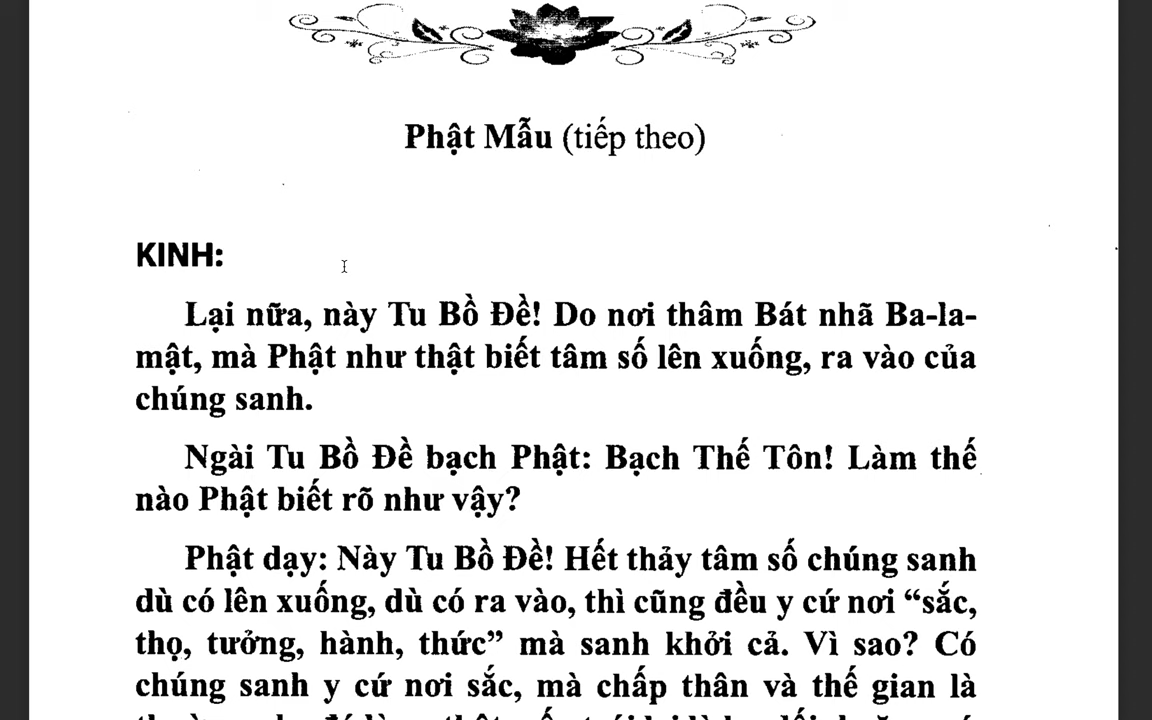 Phật Mẫu (tiếp theo)
KINH:
Lại nữa, này Tu Bồ Đề! Do nơi thâm Bát nhã Ba-la-
mật, mà Phật như thật biết tâm số lên xuống, ra vào của
chúng sanh.
Ngài Tu Bồ Đề bạch Phật: Bạch Thế Tôn! Làm thế
nào Phật biết rõ như vậy?
Phật dạy: Này Tu Bồ Đề! Hết thảy tâm số chúng sanh
dù có lên xuống, dù có ra vào, thì cũng đều y cứ nơi “sắc,
thọ, tưởng, hành, thức” mà sanh khởi cả. Vì sao? Có
chúng sanh y cứ nơi sắc, mà chấp thân và thế gian là